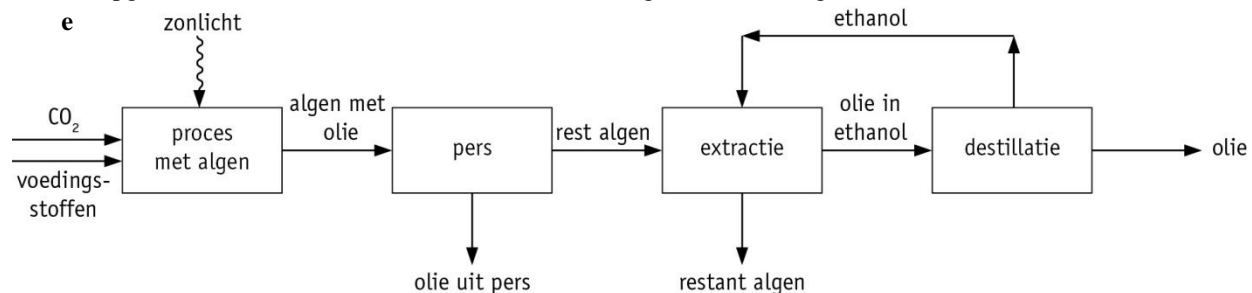 e
zonlicht
ethanol
CO₂
voedings-
stoffen
proces
met algen
algen met
olie
pers
rest algen
extractie
olie in
ethanol
destillatie
olie
olie uit pers
restant algen